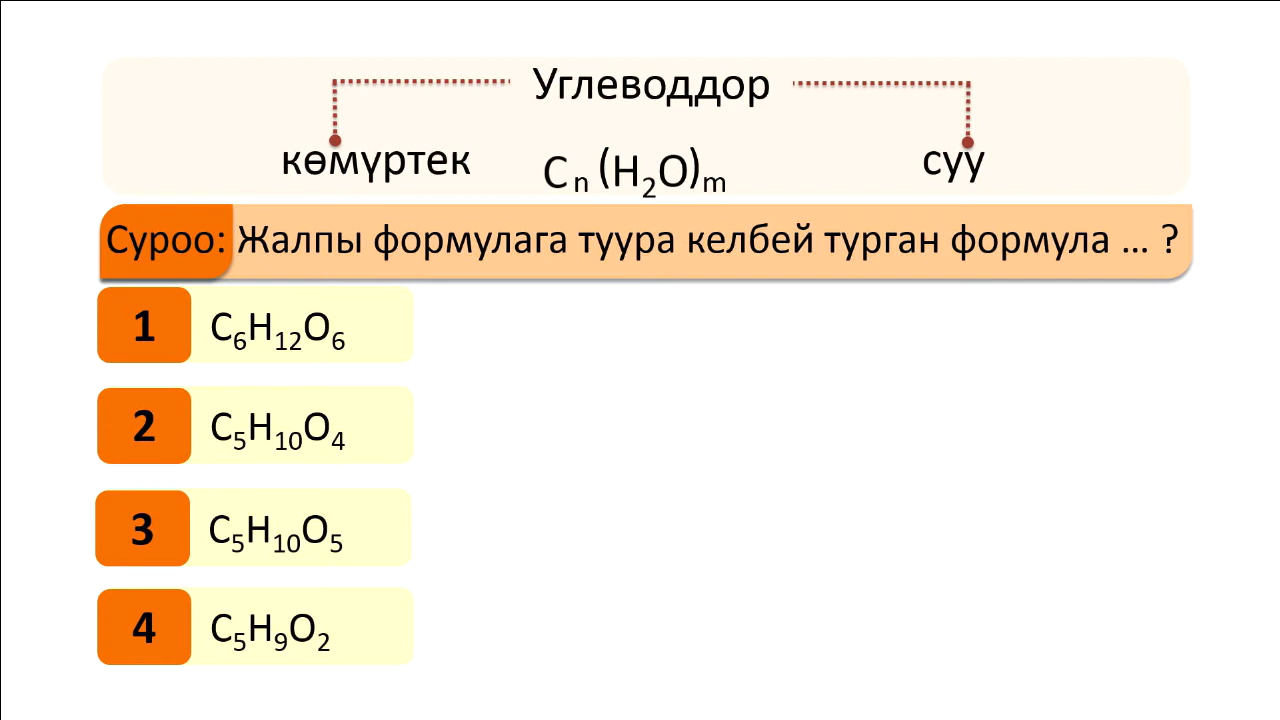 Углеводдор
көмүртек Cₙ(H₂O)ₘ суу
Суроо: Жалпы формулага туура келбей турган формула ... ?
1 C₆H₁₂O₆
2 C₅H₁₀O₄
3 C₅H₁₀O₅
4 C₅H₉O₂